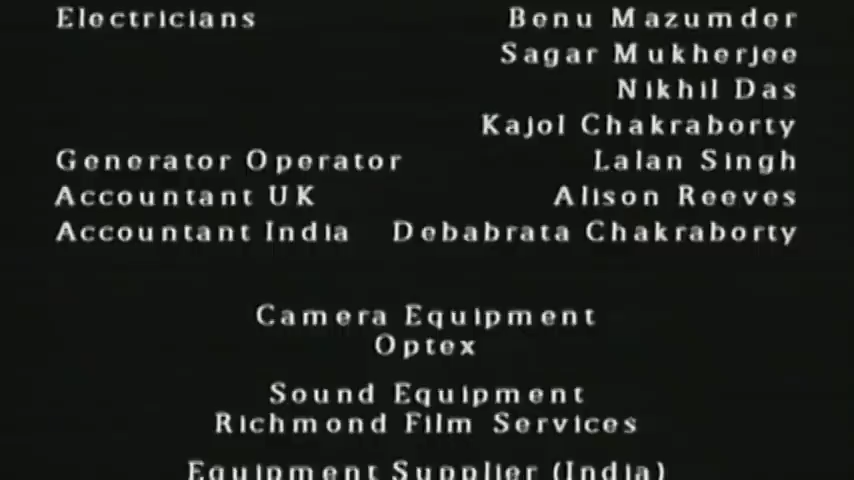 Electricians Benu Mazumder
Sagar Mukherjee
Nikhil Das
Kajol Chakraborty
Generator Operator Lalan Singh
Accountant UK Alison Reeves
Accountant India Debabrata Chakraborty
Camera Equipment
Optex
Sound Equipment
Richmond Film Services
Equipment Supplier (India)